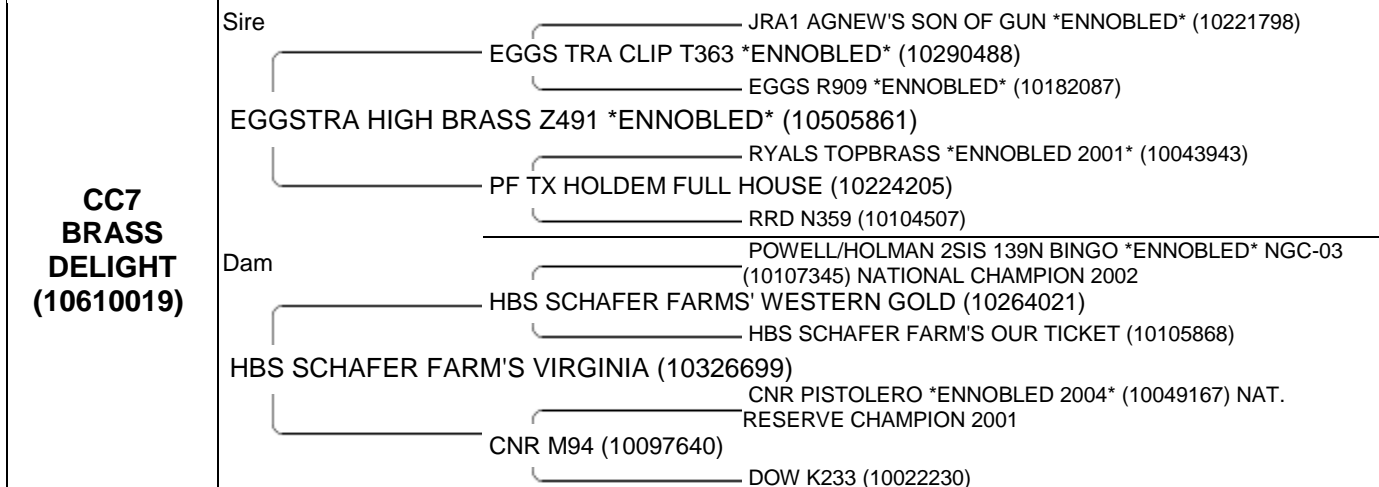 Sire
JRA1 AGNEW'S SON OF GUN *ENNOBLED* (10221798)
EGGS TRA CLIP T363 *ENNOBLED* (10290488)
EGGS R909 *ENNOBLED* (10182087)
EGGSTRA HIGH BRASS Z491 *ENNOBLED* (10505861)
RYALS TOPBRASS *ENNOBLED 2001* (10043943)
PF TX HOLDEM FULL HOUSE (10224205)
RRD N359 (10104507)
CC7
BRASS
DELIGHT
(10610019)
Dam
POWELL/HOLMAN 2SIS 139N BINGO *ENNOBLED* NGC-03
(10107345) NATIONAL CHAMPION 2002
HBS SCHAFER FARMS' WESTERN GOLD (10264021)
HBS SCHAFER FARM'S OUR TICKET (10105868)
HBS SCHAFER FARM'S VIRGINIA (10326699)
CNR PISTOLERO *ENNOBLED 2004* (10049167) NAT.
RESERVE CHAMPION 2001
CNR M94 (10097640)
DOW K233 (10022230)